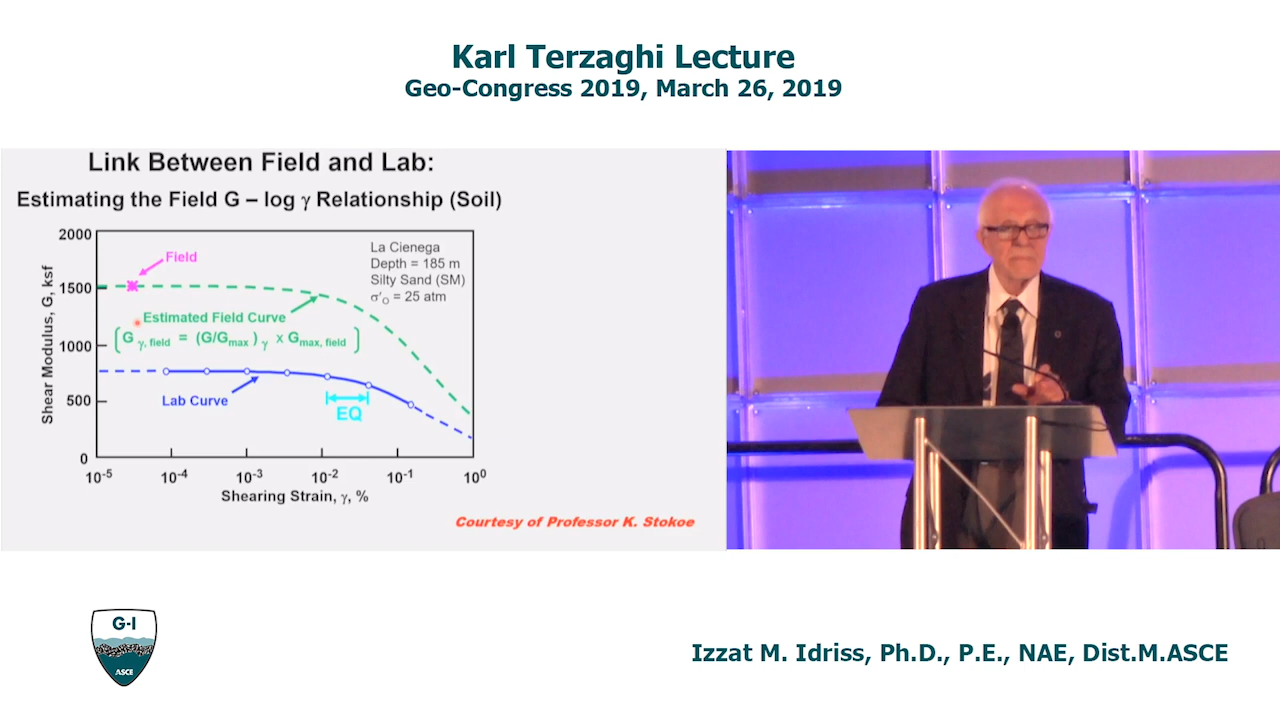 Karl Terzaghi Lecture
Geo-Congress 2019, March 26, 2019
Link Between Field and Lab:
Estimating the Field G – log γ Relationship (Soil)
2000
1500
1000
500
0
Shear Modulus, G, ksf
Field
La Cienega
Depth = 185 m
Silty Sand (SM)
σ'o = 25 atm
Estimated Field Curve
(G γ, field = (G/Gmax)γ x Gmax, field)
Lab Curve
EQ
10-5 10-4 10-3 10-2 10-1 100
Shearing Strain, γ, %
Courtesy of Professor K. Stokoe
G-I
ASCE
Izzat M. Idriss, Ph.D., P.E., NAE, Dist.M.ASCE